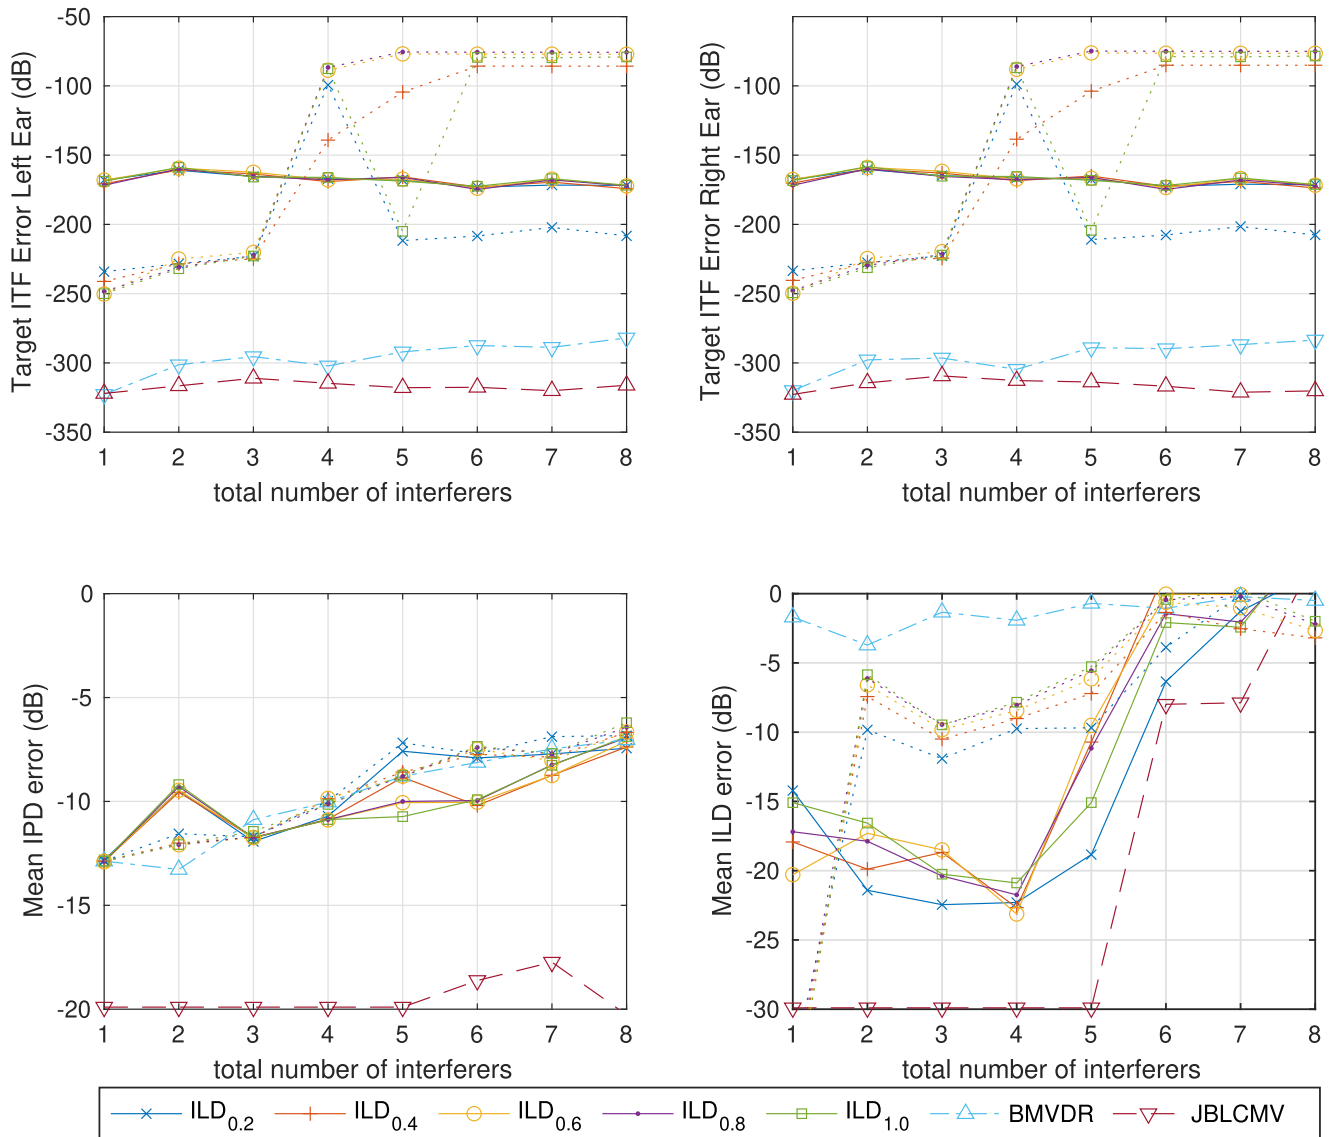 Target ITF Error Left Ear (dB)
-50
-100
-150
-200
-250
-300
-350
1 2 3 4 5 6 7 8
total number of interferers
Target ITF Error Right Ear (dB)
-50
-100
-150
-200
-250
-300
-350
1 2 3 4 5 6 7 8
total number of interferers
Mean IPD error (dB)
0
-5
-10
-15
-20
1 2 3 4 5 6 7 8
total number of interferers
Mean ILD error (dB)
0
-5
-10
-15
-20
-25
-30
1 2 3 4 5 6 7 8
total number of interferers
ILD0.2 ILD0.4 ILD0.6 ILD0.8 ILD1.0 BMVDR JBLCMV